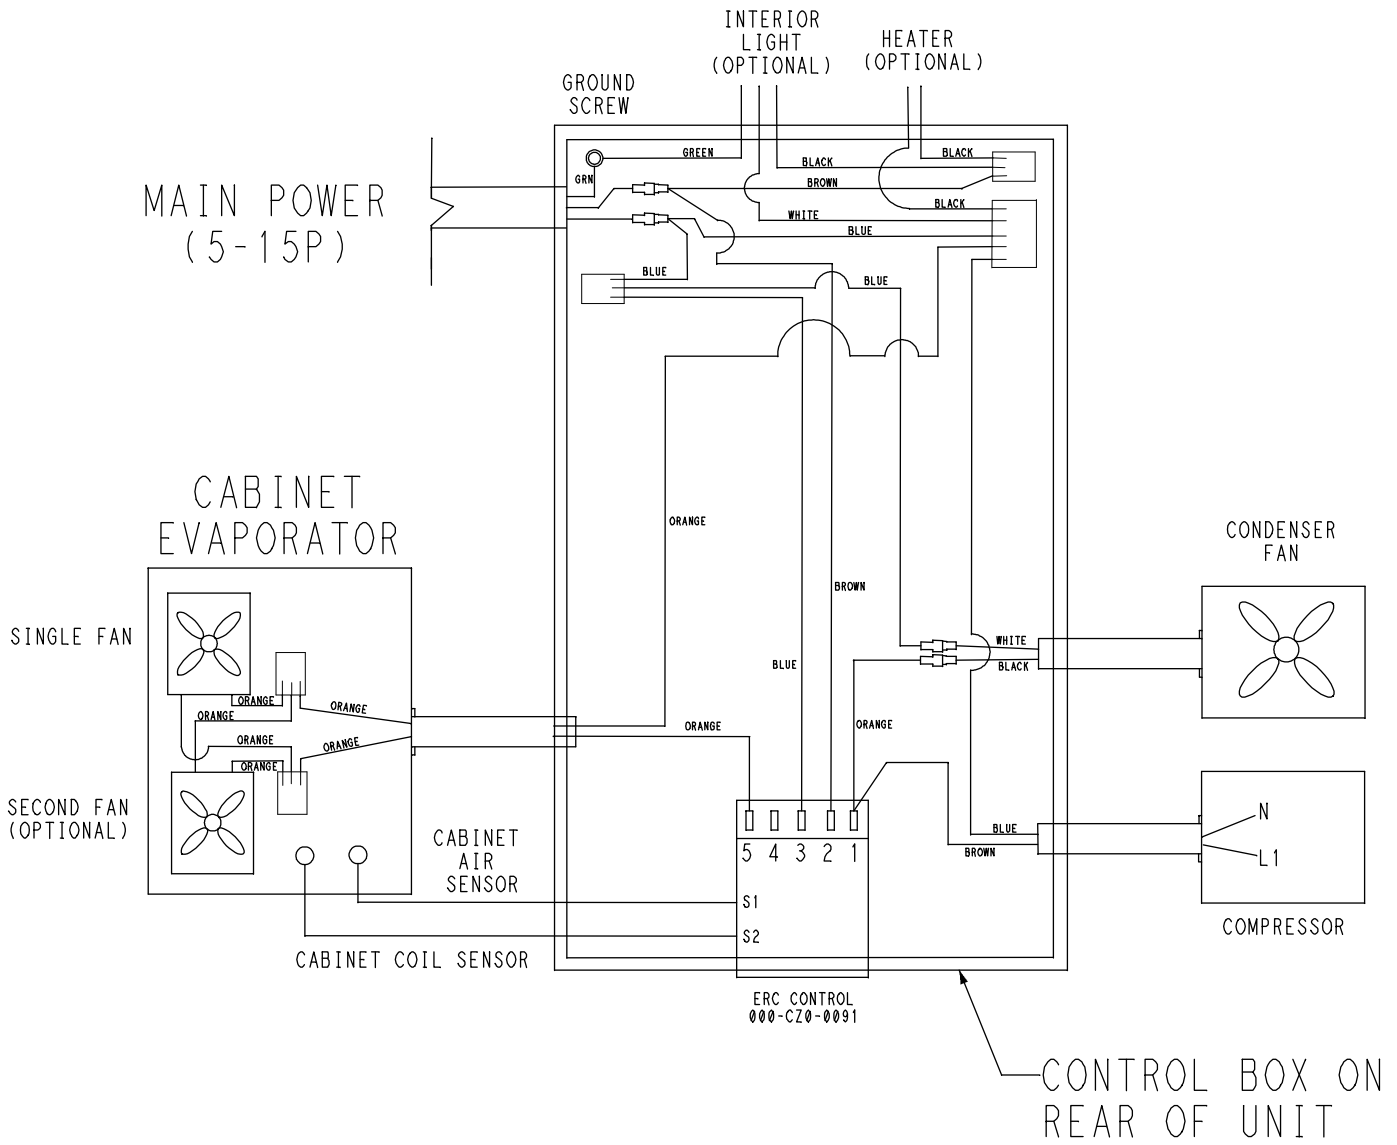 INTERIOR
LIGHT
(OPTIONAL)
HEATER
(OPTIONAL)
GROUND
SCREW
GREEN
BLACK
BLACK
GRN
BROWN
MAIN POWER
(5-15P)
WHITE
BLACK
BLUE
BLUE
BLUE
CABINET
EVAPORATOR
ORANGE
CONDENSER
FAN
BROWN
SINGLE FAN
WHITE
BLACK
BLUE
ORANGE
ORANGE
ORANGE
ORANGE
ORANGE
ORANGE
ORANGE
ORANGE
SECOND FAN
(OPTIONAL)
CABINET
AIR
SENSOR
N
L1
BLUE
BROWN
5 4 3 2 1
S1
S2
COMPRESSOR
CABINET COIL SENSOR
ERC CONTROL
000-CZ0-0091
CONTROL BOX ON
REAR OF UNIT